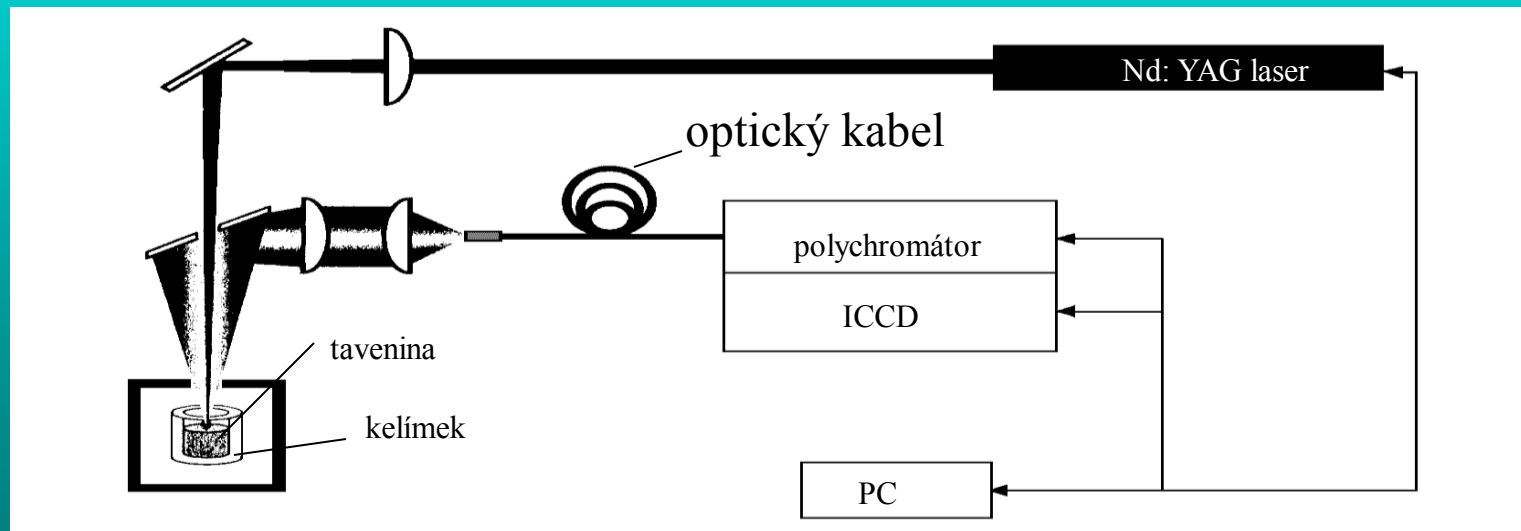 Nd: YAG laser
optický kabel
polychromátor
ICCD
tavenina
kelímek
PC